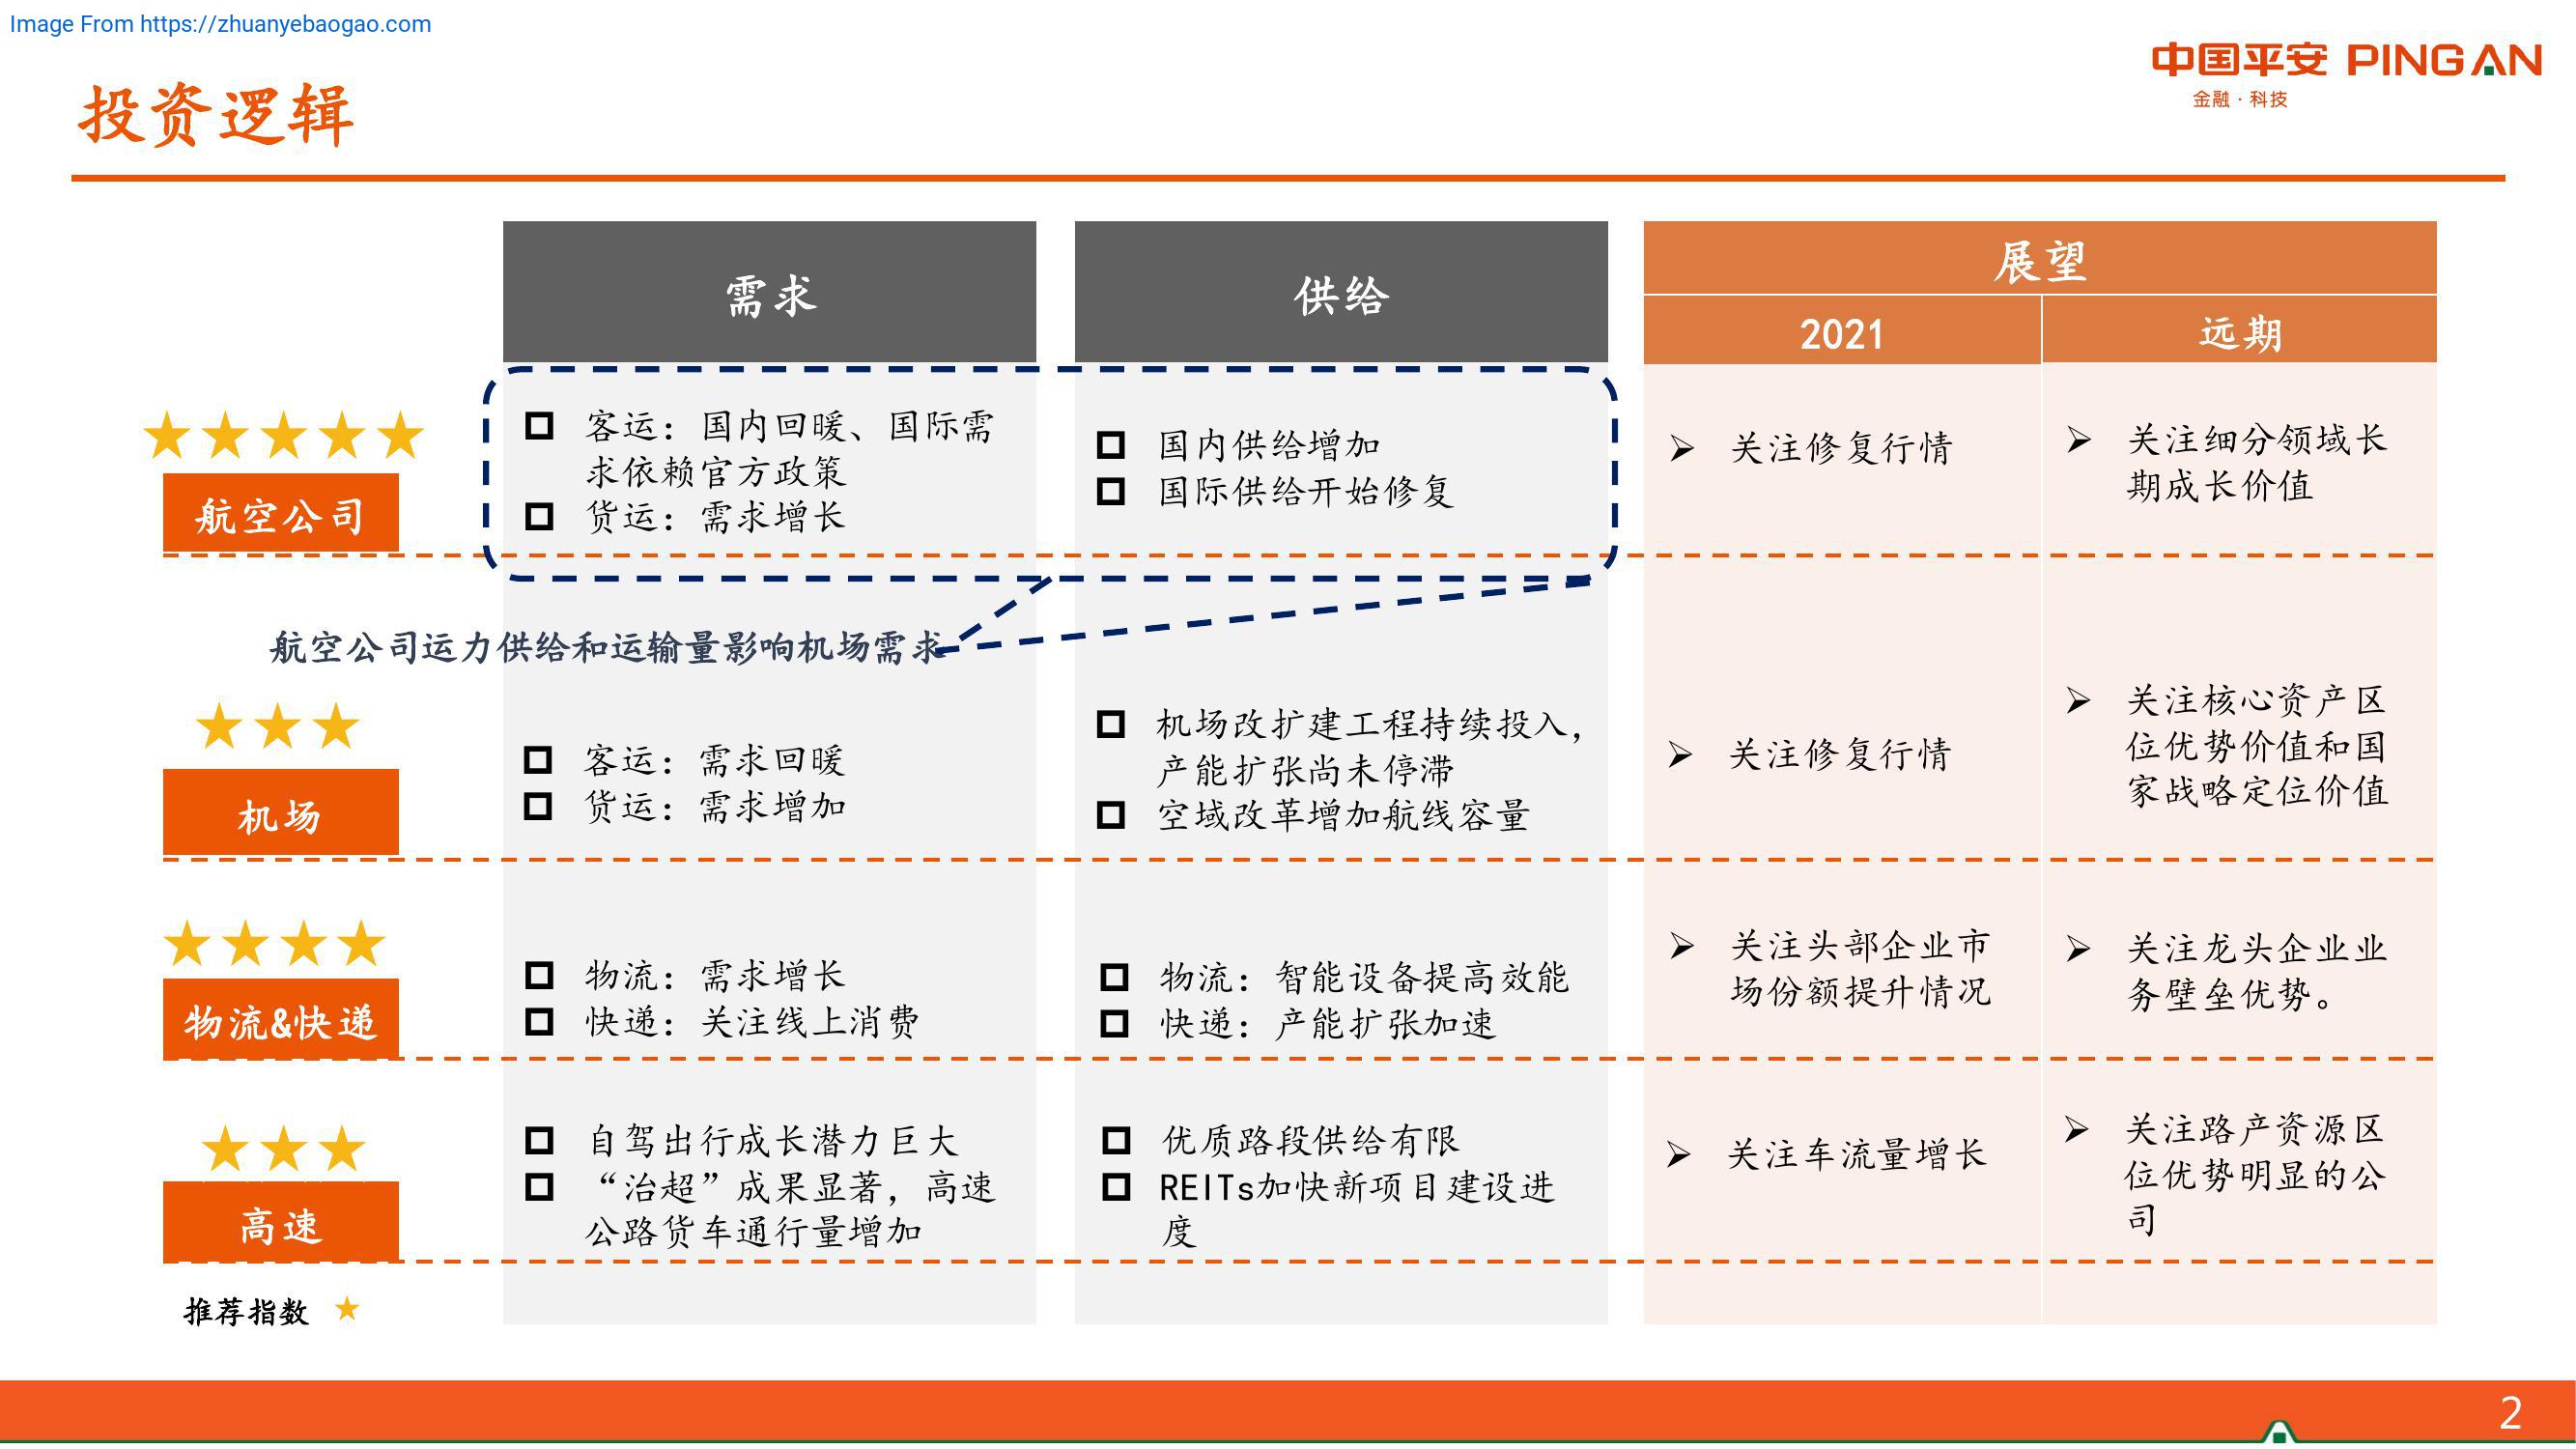 Image From https://zhuanyebaogao.com
中国平安 PINGAN
金融·科技
投资逻辑
需求
供给
展望
2021
远期
航空公司
客运：国内回暖、国际需
求依赖官方政策
货运：需求增长
国内供给增加
国际供给开始修复
关注修复行情
关注细分领域长
期成长价值
航空公司运力供给和运输量影响机场需求
机场
客运：需求回暖
货运：需求增加
机场改扩建工程持续投入，
产能扩张尚未停滞
空域改革增加航线容量
关注修复行情
关注核心资产区
位优势价值和国
家战略定位价值
物流&快递
物流：需求增长
快递：关注线上消费
物流：智能设备提高效能
快递：产能扩张加速
关注头部企业市
场份额提升情况
关注龙头企业业
务壁垒优势。
高速
自驾出行成长潜力巨大
“治超”成果显著，高速
公路货车通行量增加
优质路段供给有限
REITs加快新项目建设进
度
关注车流量增长
关注路产资源区
位优势明显的公
司
推荐指数
2